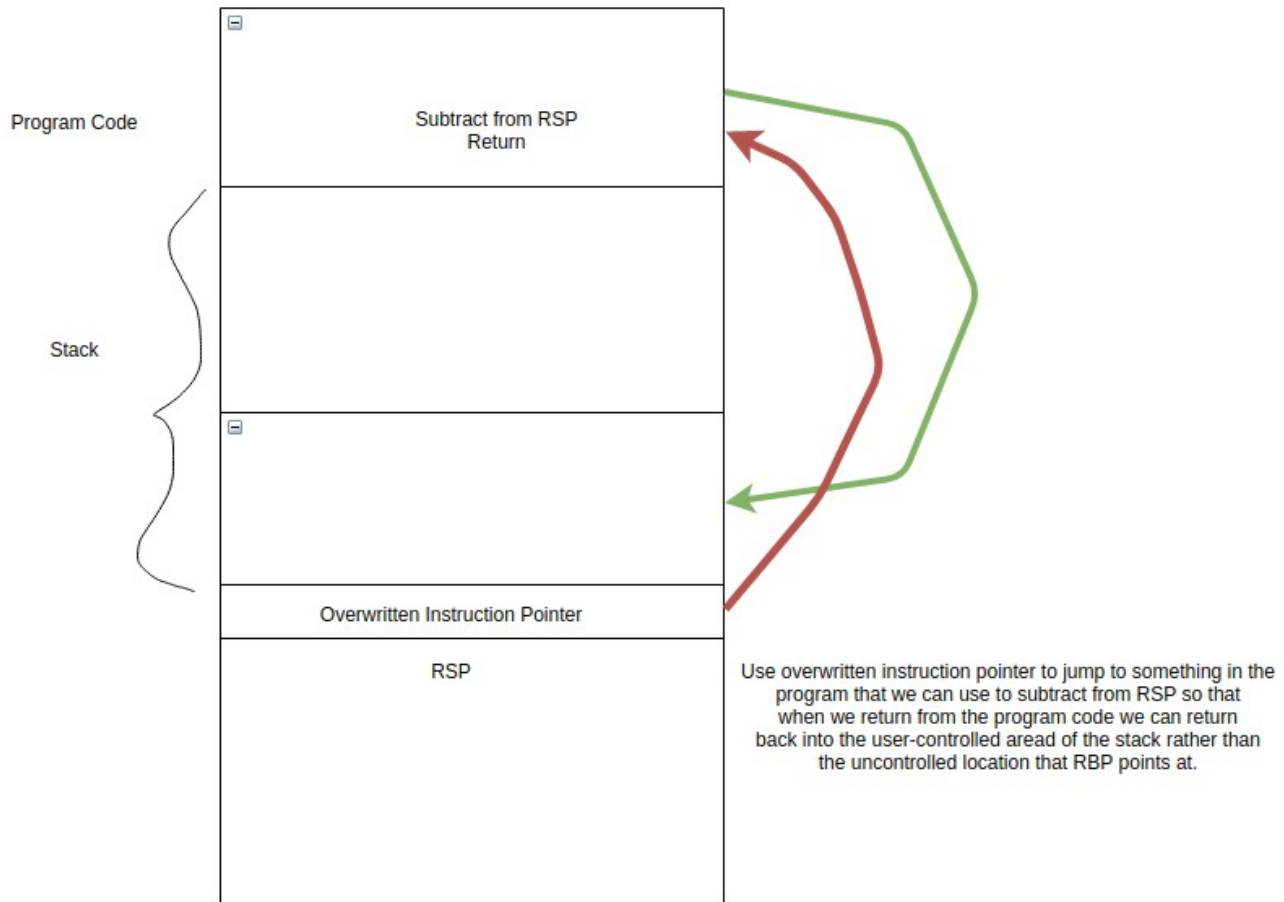 Program Code
Subtract from RSP
Return
Stack
Overwritten Instruction Pointer
RSP
Use overwritten instruction pointer to jump to something in the
program that we can use to subtract from RSP so that
when we return from the program code we can return
back into the user-controlled aread of the stack rather than
the uncontrolled location that RBP points at.